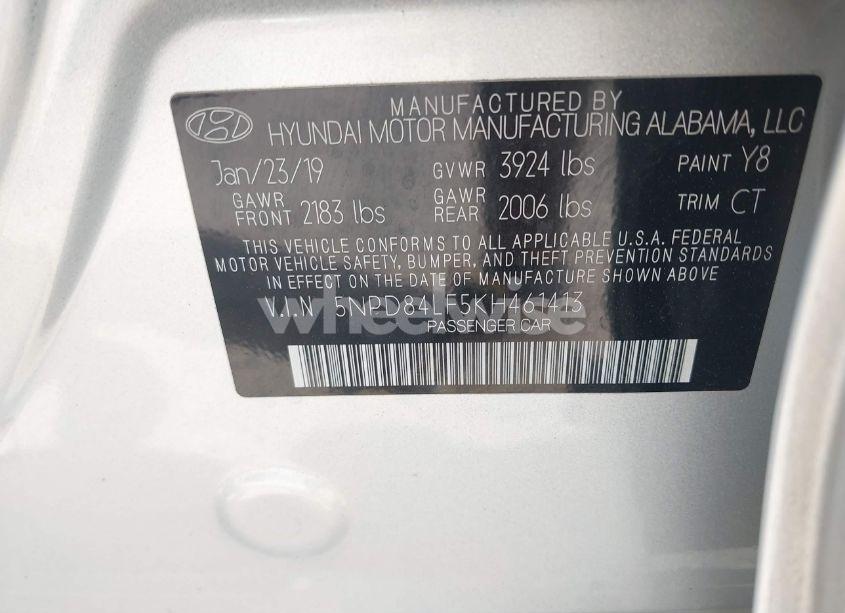 MANUFACTURED BY
HYUNDAI MOTOR MANUFACTURING ALABAMA, LLC
Jan/23/19 GVWR 3924 lbs PAINT Y8
GAWR FRONT 2183 lbs GAWR REAR 2006 lbs TRIM CT
THIS VEHICLE CONFORMS TO ALL APPLICABLE U.S.A. FEDERAL
MOTOR VEHICLE SAFETY, BUMPER, AND THEFT PREVENTION STANDARDS
IN EFFECT ON THE DATE OF MANUFACTURE SHOWN ABOVE
V.I.N 5NPD84LF5KH461413
wheelwise
PASSENGER CAR